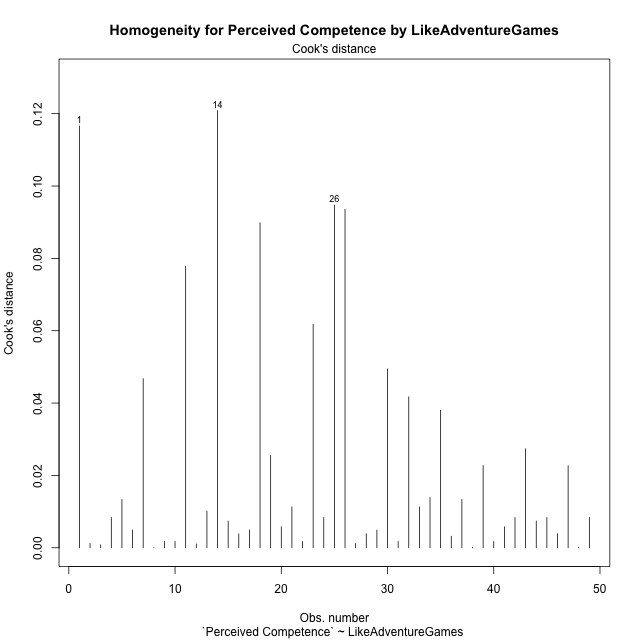 Homogeneity for Perceived Competence by LikeAdventureGames
Cook's distance
Cook's distance
0.12
0.10
0.08
0.06
0.04
0.02
0.00
1
14
26
0 10 20 30 40 50
Obs. number
`Perceived Competence` ~ LikeAdventureGames